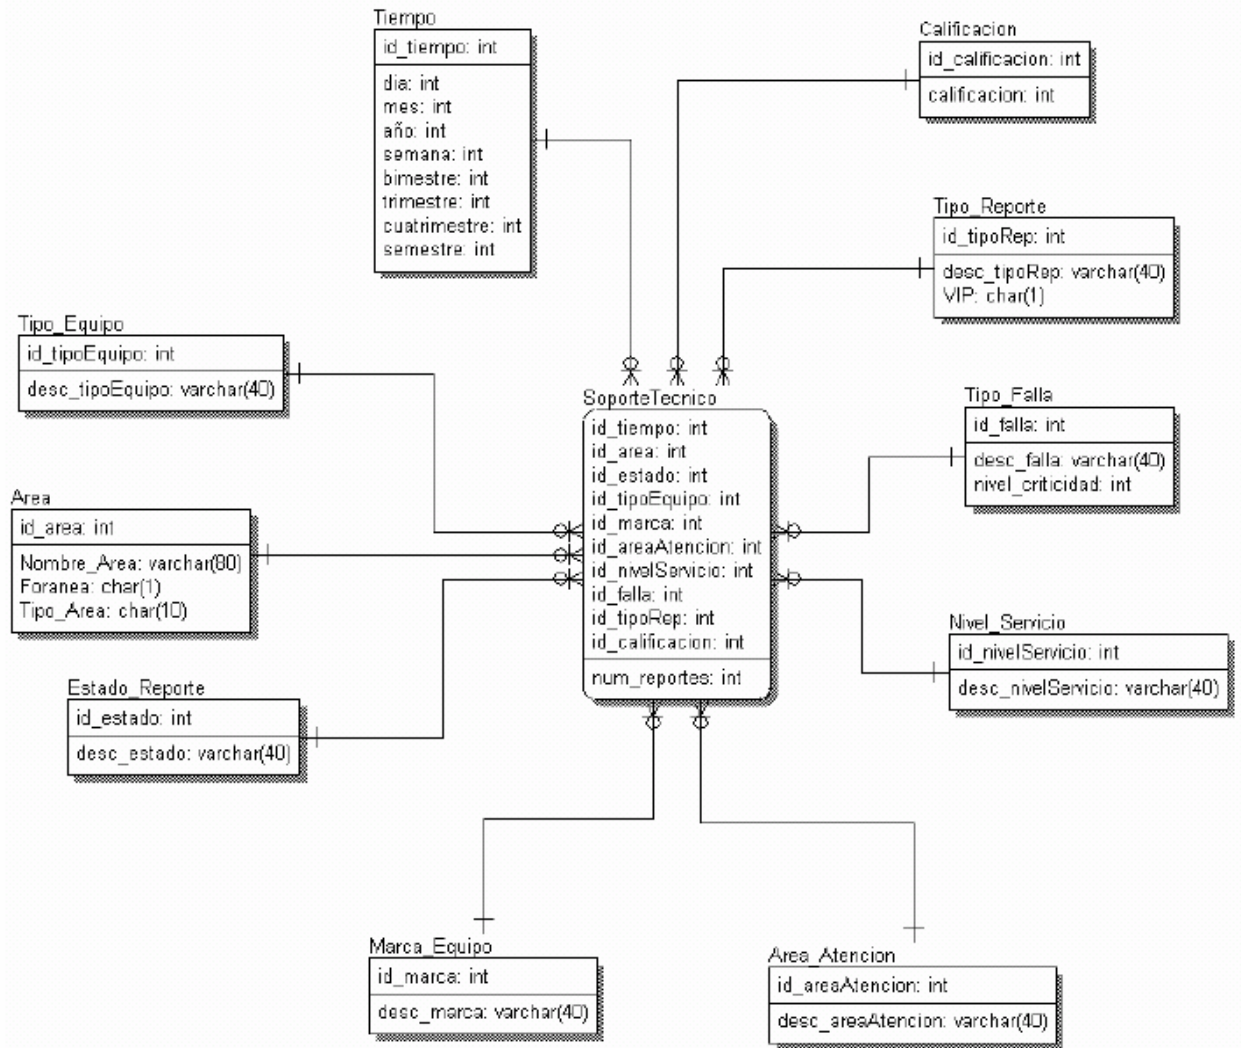 Tiempo
id_tiempo: int
dia: int
mes: int
año: int
semana: int
bimestre: int
trimestre: int
cuatrimestre: int
semestre: int
Calificacion
id_calificacion: int
calificacion: int
Tipo_Reporte
id_tipoRep: int
desc_tipoRep: varchar(40)
VIP: char(1)
Tipo_Equipo
id_tipoEquipo: int
desc_tipoEquipo: varchar(40)
SoporteTecnico
id_tiempo: int
id_area: int
id_estado: int
id_tipoEquipo: int
id_marca: int
id_areaAtencion: int
id_nivelServicio: int
id_falla: int
id_tipoRep: int
id_calificacion: int
num_reportes: int
Tipo_Falla
id_falla: int
desc_falla: varchar(40)
nivel_criticidad: int
Area
id_area: int
Nombre_Area: varchar(80)
Foranea: char(1)
Tipo_Area: char(10)
Nivel_Servicio
id_nivelServicio: int
desc_nivelServicio: varchar(40)
Estado_Reporte
id_estado: int
desc_estado: varchar(40)
Marca_Equipo
id_marca: int
desc_marca: varchar(40)
Area_Atencion
id_areaAtencion: int
desc_areaAtencion: varchar(40)